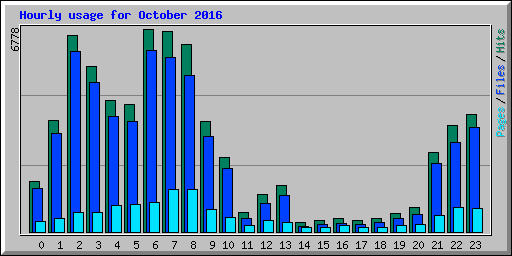 Hourly usage for October 2016
6778
Pages/Files/Hits
0 1 2 3 4 5 6 7 8 9 10 11 12 13 14 15 16 17 18 19 20 21 22 23